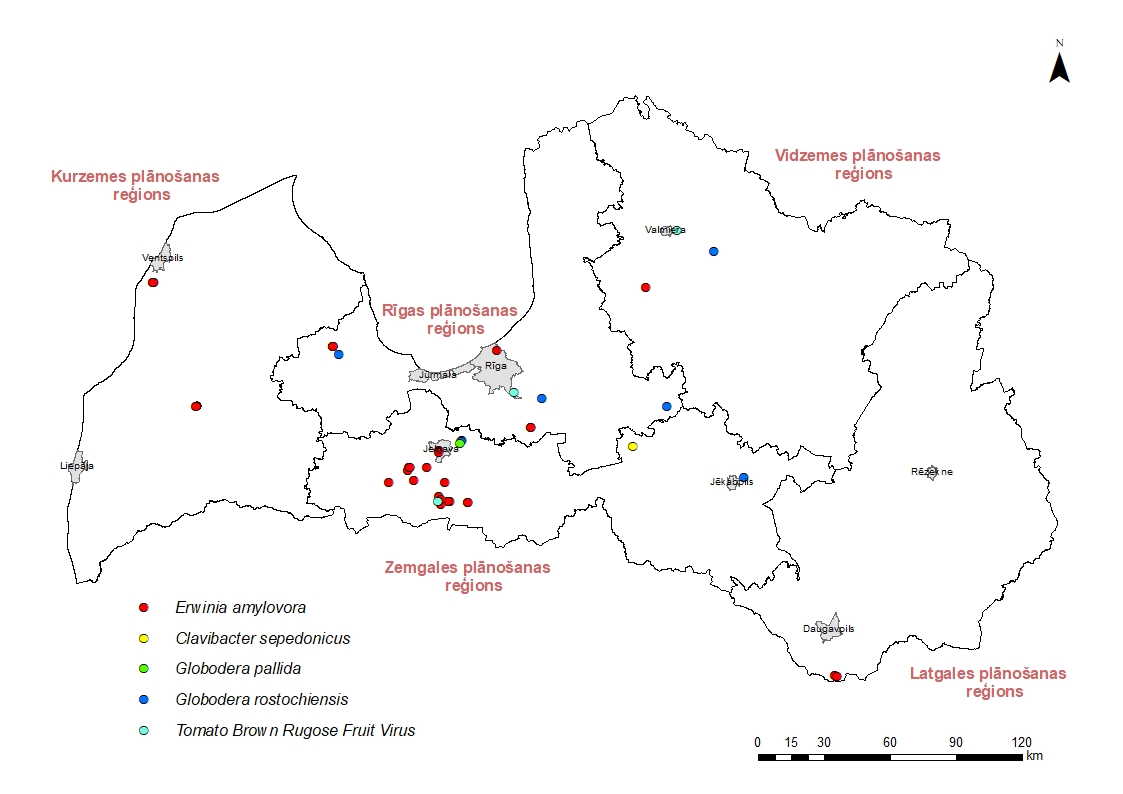 N
Kurzemes plānošanas
reģions
Vidzemes plānošanas
reģions
Rīgas plānošanas
reģions
Zemgales plānošanas
reģions
Latgales plānošanas
reģions
Valmiera
Ventspils
Rīga
Jūrmala
Jelgava
Liepāja
Jēkabpils
Rēzekne
Daugavpils
Erwinia amylovora
Clavibacter sepedonicus
Globodera pallida
Globodera rostochiensis
Tomato Brown Rugose Fruit Virus
0 15 30 60 90 120
km